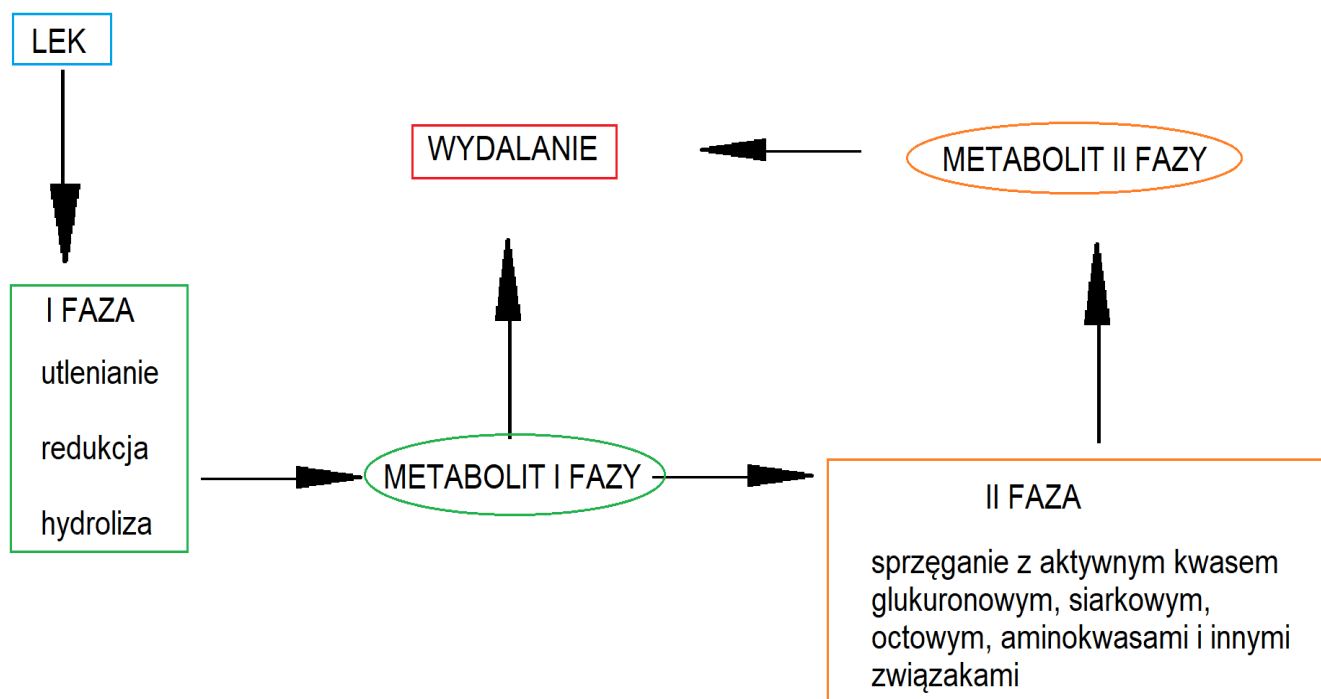 LEK
I FAZA
utlenianie
redukcja
hydroliza
METABOLIT I FAZY
WYDALANIE
II FAZA
sprzęganie z aktywnym kwasem
glukuronowym, siarkowym,
octowym, aminokwasami i innymi
związakami
METABOLIT II FAZY